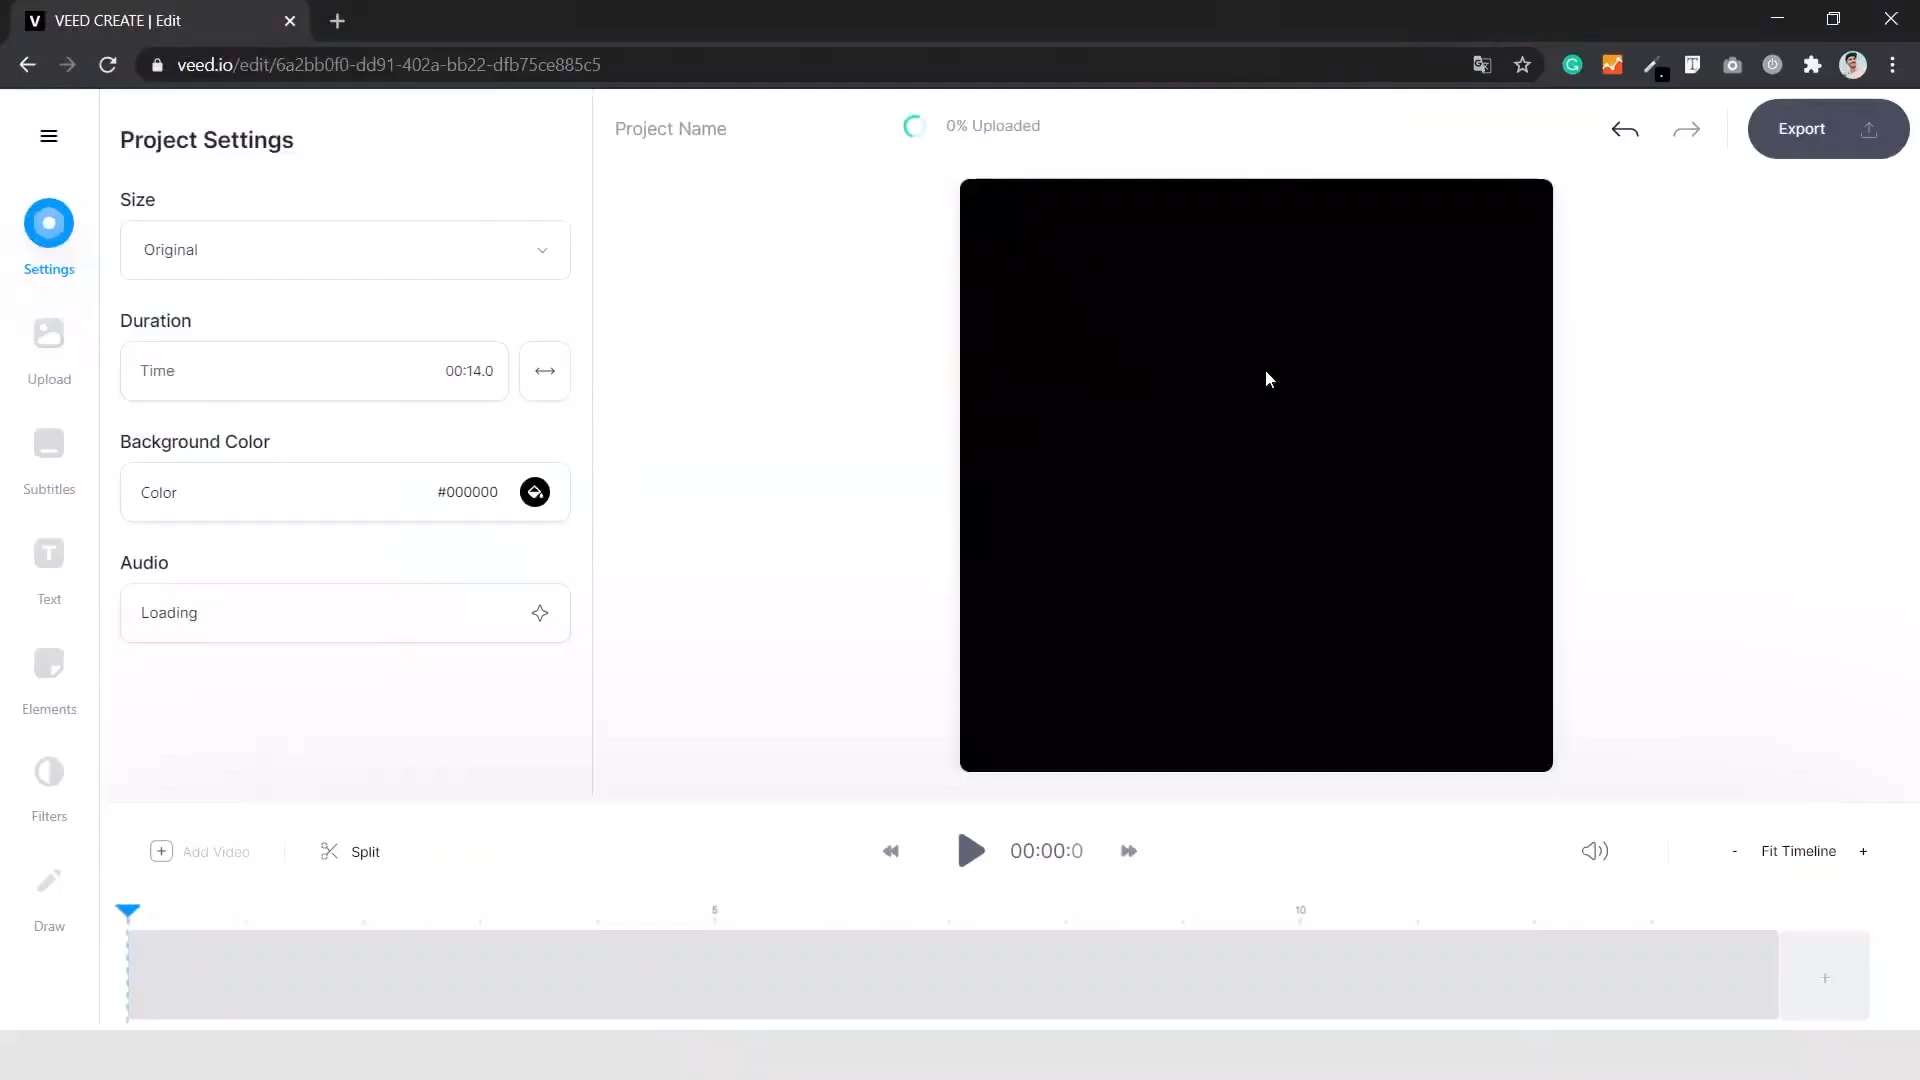 VEED CREATE | Edit
veed.io/edit/6a2bb0f0-dd91-402a-bb22-dfb75ce885c5
Project Settings
Project Name
0% Uploaded
Export
Size
Original
Settings
Duration
Time
00:14.0
Upload
Background Color
Color
#000000
Subtitles
Audio
Loading
Text
Elements
Filters
Add Video
Split
00:00:0
- Fit Timeline +
5
10
Draw
+